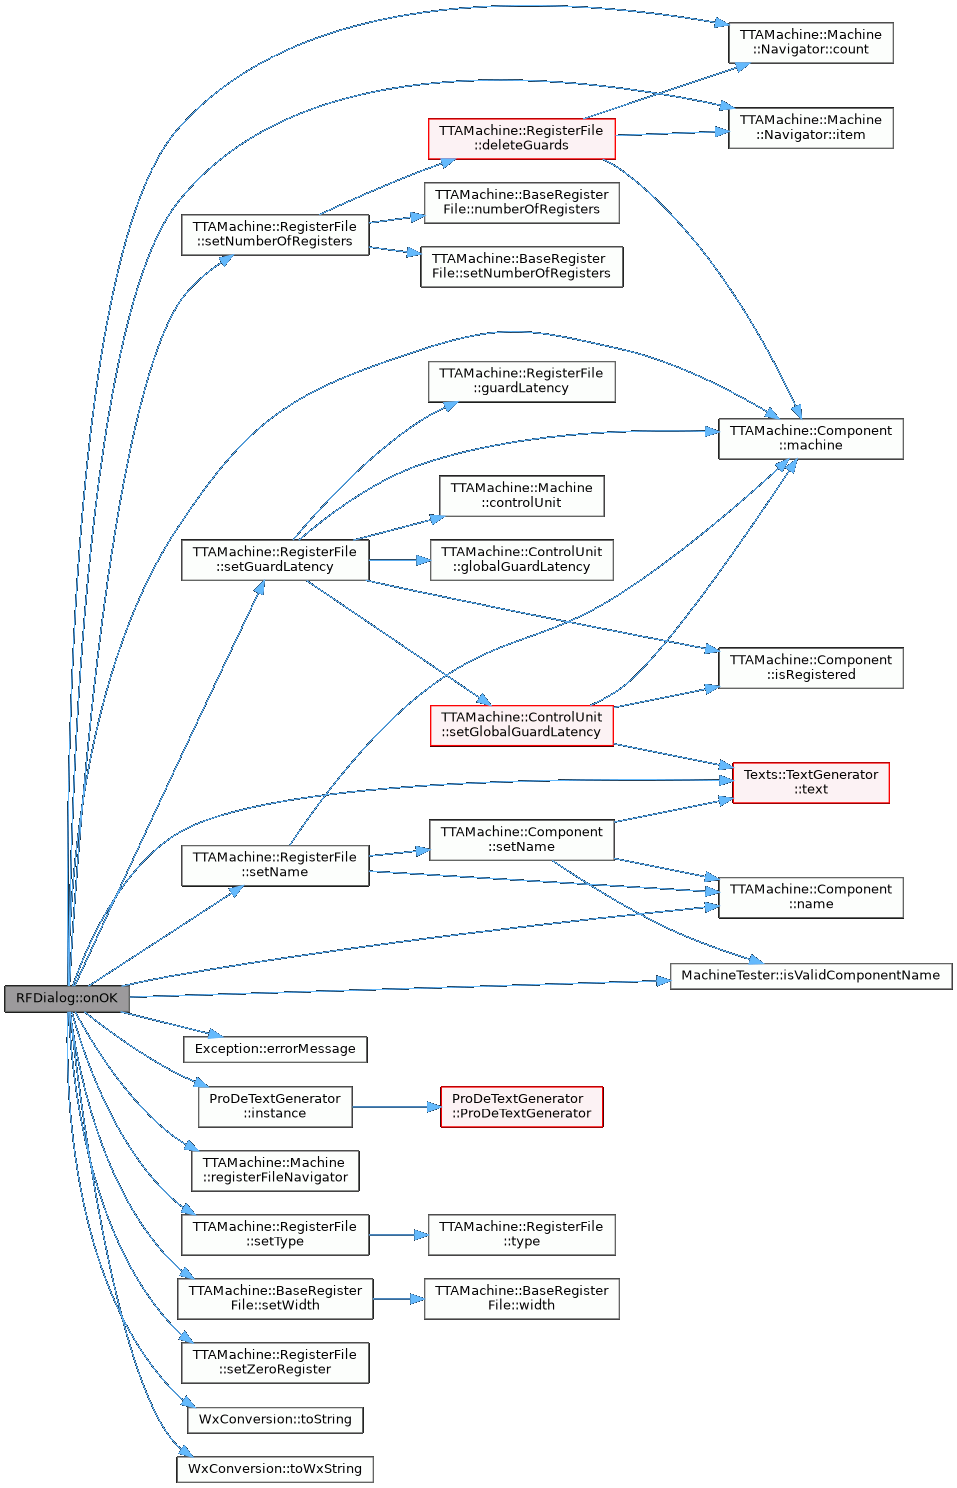 TTAMachine::Machine
::Navigator::count
TTAMachine::Machine
::Navigator::item
TTAMachine::RegisterFile
::deleteGuards
TTAMachine::BaseRegister
File::numberOfRegisters
TTAMachine::RegisterFile
::setNumberOfRegisters
TTAMachine::BaseRegister
File::setNumberOfRegisters
TTAMachine::RegisterFile
::guardLatency
TTAMachine::Component
::machine
TTAMachine::Machine
::controlUnit
TTAMachine::RegisterFile
::setGuardLatency
TTAMachine::ControlUnit
::globalGuardLatency
TTAMachine::Component
::isRegistered
TTAMachine::ControlUnit
::setGlobalGuardLatency
Texts::TextGenerator
::text
TTAMachine::Component
::setName
TTAMachine::RegisterFile
::setName
TTAMachine::Component
::name
MachineTester::isValidComponentName
RFDialog::onOK
Exception::errorMessage
ProDeTextGenerator
::instance
ProDeTextGenerator
::ProDeTextGenerator
TTAMachine::Machine
::registerFileNavigator
TTAMachine::RegisterFile
::setType
TTAMachine::RegisterFile
::type
TTAMachine::BaseRegister
File::setWidth
TTAMachine::BaseRegister
File::width
TTAMachine::RegisterFile
::setZeroRegister
WxConversion::toString
WxConversion::toWxString